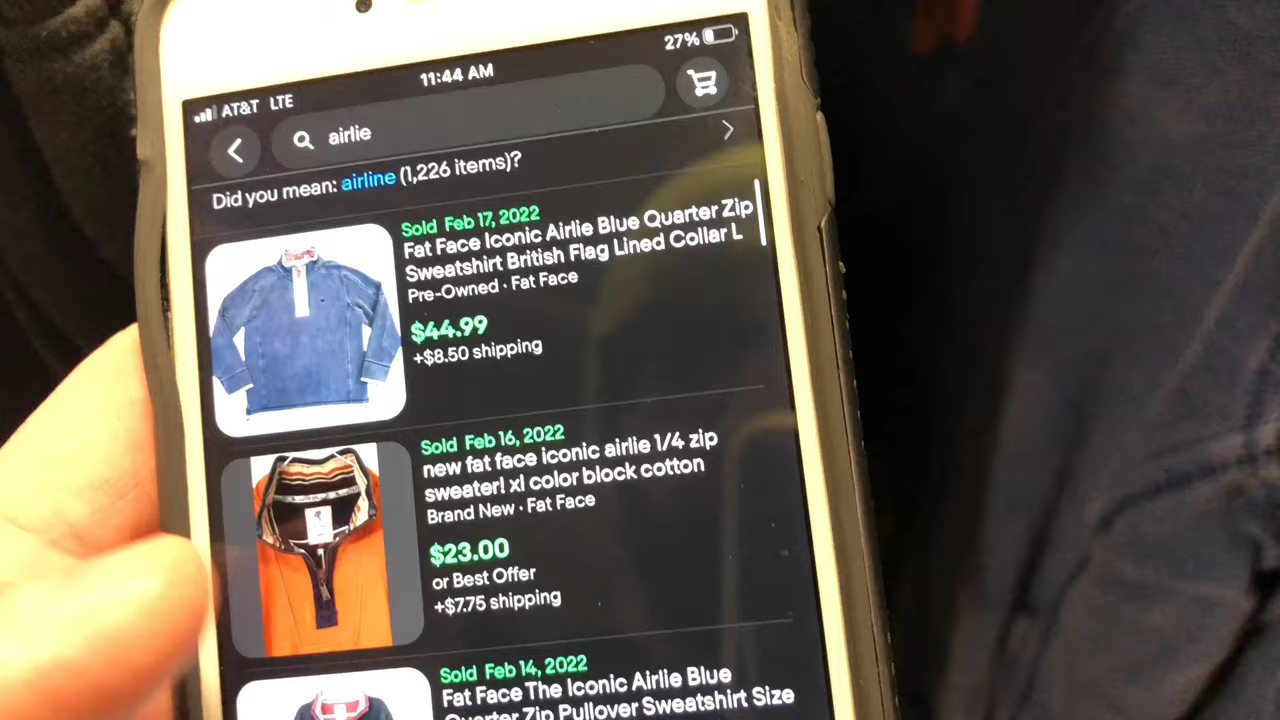 27%
11:44 AM
AT&T LTE
airlie
Did you mean: airline (1,226 items)?
Sold Feb 17, 2022
Fat Face Iconic Airlie Blue Quarter Zip
Sweatshirt British Flag Lined Collar L
Pre-Owned · Fat Face
$44.99
+$8.50 shipping
Sold Feb 16, 2022
new fat face iconic airlie 1/4 zip
sweater! xl color block cotton
Brand New · Fat Face
$23.00
or Best Offer
+$7.75 shipping
Sold Feb 14, 2022
Fat Face The Iconic Airlie Blue
Quarter Zip Pullover Sweatshirt Size